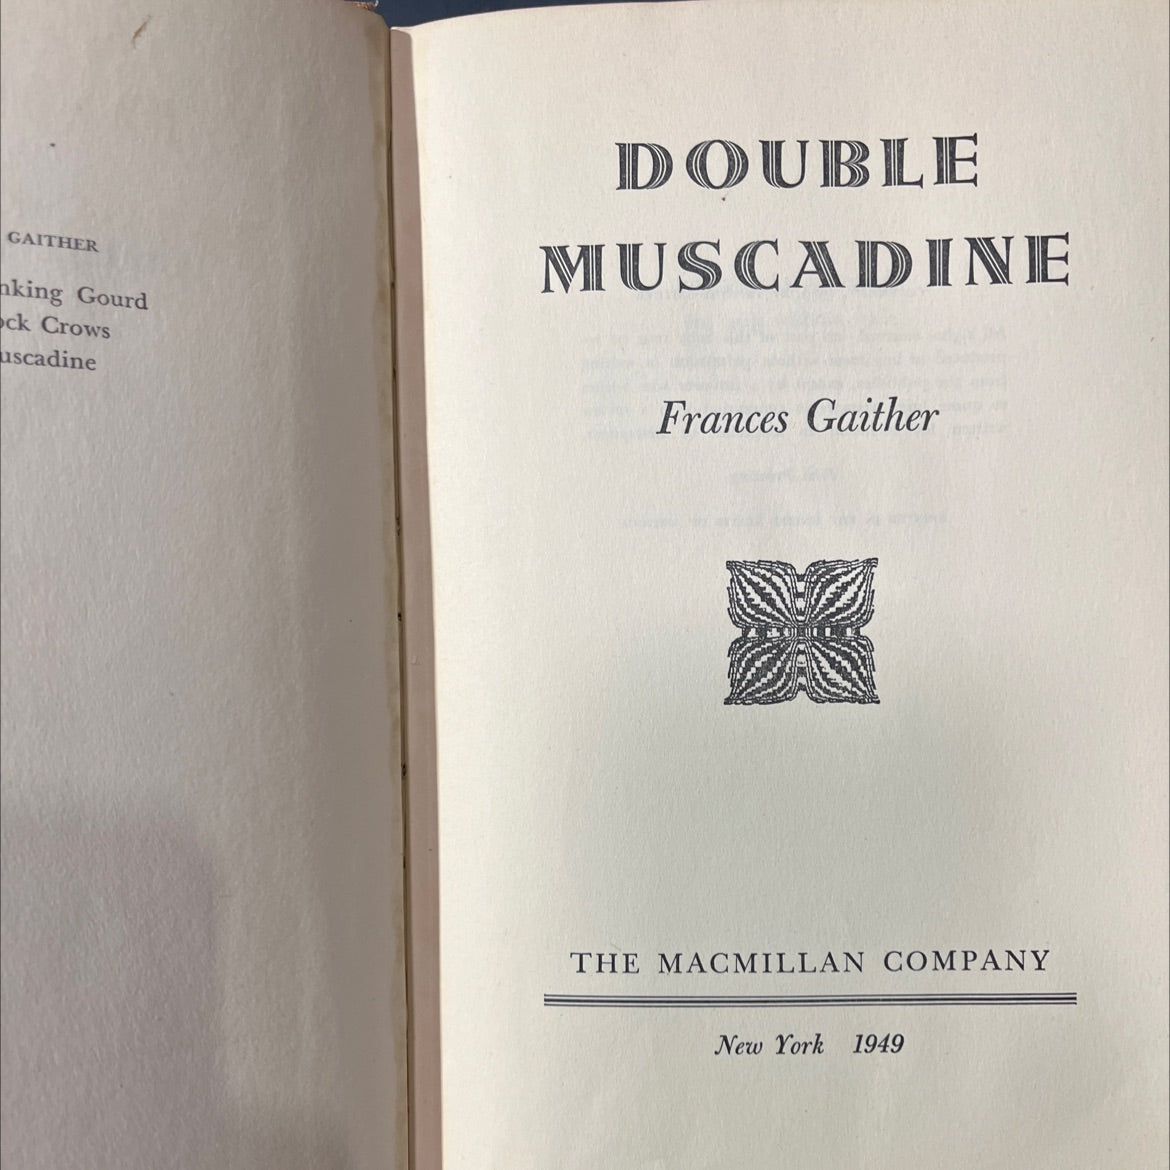 GAITHER
nking Gourd
ock Crows
uscadine
DOUBLE
MUSCADINE
Frances Gaither
THE MACMILLAN COMPANY
New York 1949